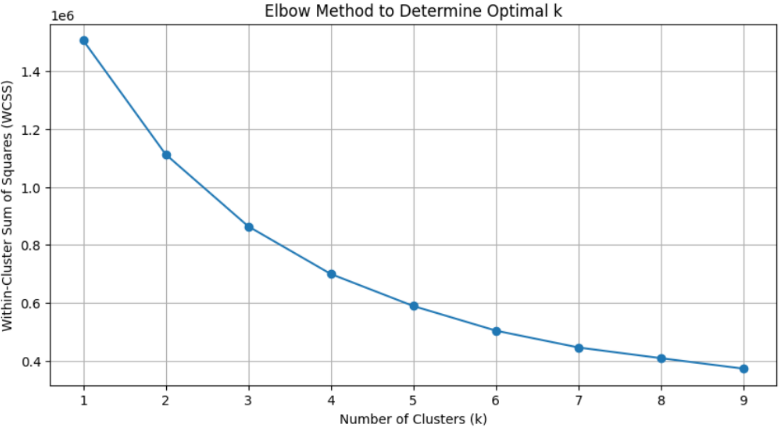 Elbow Method to Determine Optimal k
1e6
Within-Cluster Sum of Squares (WCSS)
1.4
1.2
1.0
0.8
0.6
0.4
1 2 3 4 5 6 7 8 9
Number of Clusters (k)